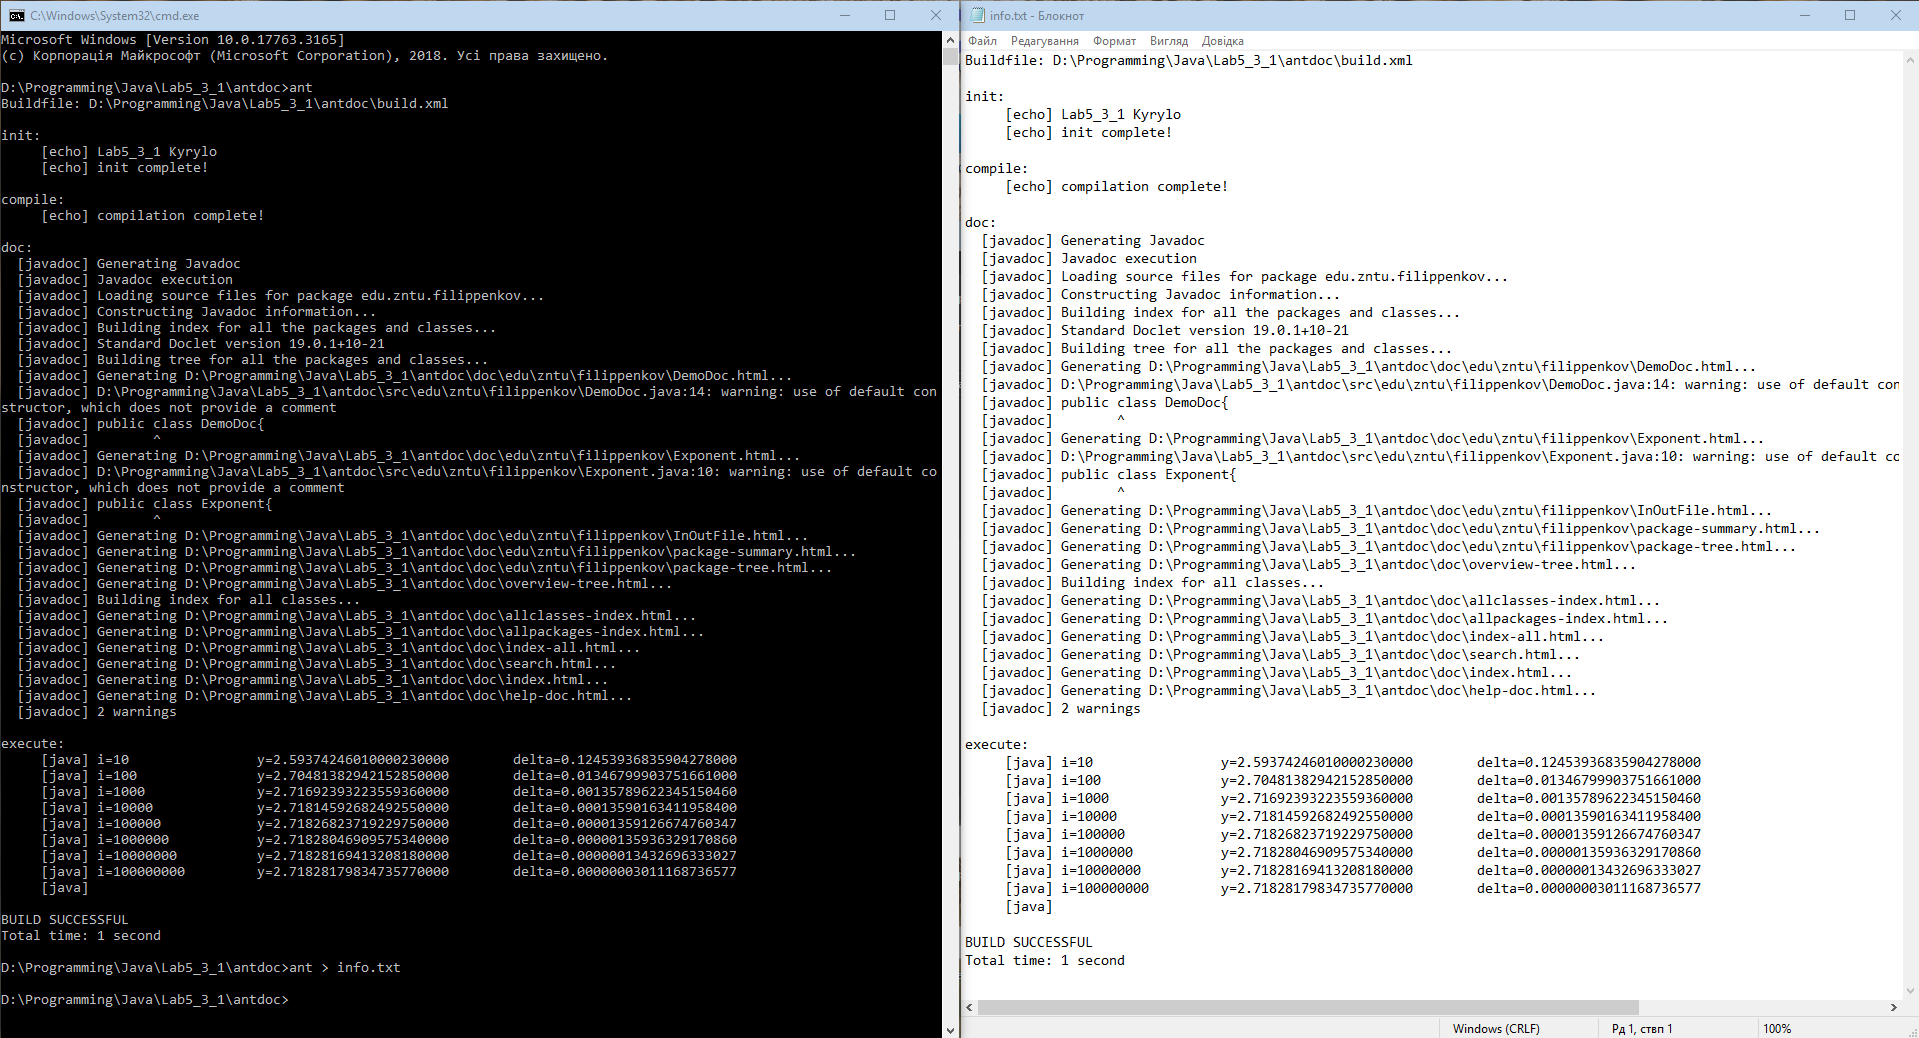 C:\Windows\System32\cmd.exe
Microsoft Windows [Version 10.0.17763.3165]
(c) Корпорація Майкрософт (Microsoft Corporation), 2018. Усі права захищено.
D:\Programming\Java\Lab5_3_1\antdoc>ant
Buildfile: D:\Programming\Java\Lab5_3_1\antdoc\build.xml
init:
[echo] Lab5_3_1 Kyrylo
[echo] init complete!
compile:
[echo] compilation complete!
doc:
[javadoc] Generating Javadoc
[javadoc] Javadoc execution
[javadoc] Loading source files for package edu.zntu.filippenkov...
[javadoc] Constructing Javadoc information...
[javadoc] Building index for all the packages and classes...
[javadoc] Standard Doclet version 19.0.1+10-21
[javadoc] Building tree for all the packages and classes...
[javadoc] Generating D:\Programming\Java\Lab5_3_1\antdoc\doc\edu\zntu\filippenkov\DemoDoc.html...
[javadoc] D:\Programming\Java\Lab5_3_1\antdoc\src\edu\zntu\filippenkov\DemoDoc.java:14: warning: use of default con
structor, which does not provide a comment
[javadoc] public class DemoDoc{
[javadoc]        ^
[javadoc] Generating D:\Programming\Java\Lab5_3_1\antdoc\doc\edu\zntu\filippenkov\Exponent.html...
[javadoc] D:\Programming\Java\Lab5_3_1\antdoc\src\edu\zntu\filippenkov\Exponent.java:10: warning: use of default co
nstructor, which does not provide a comment
[javadoc] public class Exponent{
[javadoc]        ^
[javadoc] Generating D:\Programming\Java\Lab5_3_1\antdoc\doc\edu\zntu\filippenkov\InOutFile.html...
[javadoc] Generating D:\Programming\Java\Lab5_3_1\antdoc\doc\edu\zntu\filippenkov\package-summary.html...
[javadoc] Generating D:\Programming\Java\Lab5_3_1\antdoc\doc\edu\zntu\filippenkov\package-tree.html...
[javadoc] Generating D:\Programming\Java\Lab5_3_1\antdoc\doc\overview-tree.html...
[javadoc] Building index for all classes...
[javadoc] Generating D:\Programming\Java\Lab5_3_1\antdoc\doc\allclasses-index.html...
[javadoc] Generating D:\Programming\Java\Lab5_3_1\antdoc\doc\allpackages-index.html...
[javadoc] Generating D:\Programming\Java\Lab5_3_1\antdoc\doc\index-all.html...
[javadoc] Generating D:\Programming\Java\Lab5_3_1\antdoc\doc\search.html...
[javadoc] Generating D:\Programming\Java\Lab5_3_1\antdoc\doc\index.html...
[javadoc] Generating D:\Programming\Java\Lab5_3_1\antdoc\doc\help-doc.html...
[javadoc] 2 warnings
execute:
[java] i=10 y=2.59374246010000230000 delta=0.12453936835904278000
[java] i=100 y=2.70481382942152850000 delta=0.01346799903751661000
[java] i=1000 y=2.71692393223559360000 delta=0.00135789622345150460
[java] i=10000 y=2.71814592682492550000 delta=0.00013590163411958400
[java] i=100000 y=2.71826823719229750000 delta=0.00001359126674760347
[java] i=1000000 y=2.71828046909575340000 delta=0.00000135936329170860
[java] i=10000000 y=2.71828169413208180000 delta=0.00000013432696333027
[java] i=100000000 y=2.71828179834735770000 delta=0.00000003011168736577
[java]
BUILD SUCCESSFUL
Total time: 1 second
D:\Programming\Java\Lab5_3_1\antdoc>ant > info.txt
D:\Programming\Java\Lab5_3_1\antdoc>
info.txt - Блокнот
Файл Редагування Формат Вигляд Довідка
Buildfile: D:\Programming\Java\Lab5_3_1\antdoc\build.xml
init:
[echo] Lab5_3_1 Kyrylo
[echo] init complete!
compile:
[echo] compilation complete!
doc:
[javadoc] Generating Javadoc
[javadoc] Javadoc execution
[javadoc] Loading source files for package edu.zntu.filippenkov...
[javadoc] Constructing Javadoc information...
[javadoc] Building index for all the packages and classes...
[javadoc] Standard Doclet version 19.0.1+10-21
[javadoc] Building tree for all the packages and classes...
[javadoc] Generating D:\Programming\Java\Lab5_3_1\antdoc\doc\edu\zntu\filippenkov\DemoDoc.html...
[javadoc] D:\Programming\Java\Lab5_3_1\antdoc\src\edu\zntu\filippenkov\DemoDoc.java:14: warning: use of default con
[javadoc] public class DemoDoc{
[javadoc]        ^
[javadoc] Generating D:\Programming\Java\Lab5_3_1\antdoc\doc\edu\zntu\filippenkov\Exponent.html...
[javadoc] D:\Programming\Java\Lab5_3_1\antdoc\src\edu\zntu\filippenkov\Exponent.java:10: warning: use of default co
[javadoc] public class Exponent{
[javadoc]        ^
[javadoc] Generating D:\Programming\Java\Lab5_3_1\antdoc\doc\edu\zntu\filippenkov\InOutFile.html...
[javadoc] Generating D:\Programming\Java\Lab5_3_1\antdoc\doc\edu\zntu\filippenkov\package-summary.html...
[javadoc] Generating D:\Programming\Java\Lab5_3_1\antdoc\doc\edu\zntu\filippenkov\package-tree.html...
[javadoc] Generating D:\Programming\Java\Lab5_3_1\antdoc\doc\overview-tree.html...
[javadoc] Building index for all classes...
[javadoc] Generating D:\Programming\Java\Lab5_3_1\antdoc\doc\allclasses-index.html...
[javadoc] Generating D:\Programming\Java\Lab5_3_1\antdoc\doc\allpackages-index.html...
[javadoc] Generating D:\Programming\Java\Lab5_3_1\antdoc\doc\index-all.html...
[javadoc] Generating D:\Programming\Java\Lab5_3_1\antdoc\doc\search.html...
[javadoc] Generating D:\Programming\Java\Lab5_3_1\antdoc\doc\index.html...
[javadoc] Generating D:\Programming\Java\Lab5_3_1\antdoc\doc\help-doc.html...
[javadoc] 2 warnings
execute:
[java] i=10 y=2.59374246010000230000 delta=0.12453936835904278000
[java] i=100 y=2.70481382942152850000 delta=0.01346799903751661000
[java] i=1000 y=2.71692393223559360000 delta=0.00135789622345150460
[java] i=10000 y=2.71814592682492550000 delta=0.00013590163411958400
[java] i=100000 y=2.71826823719229750000 delta=0.00001359126674760347
[java] i=1000000 y=2.71828046909575340000 delta=0.00000135936329170860
[java] i=10000000 y=2.71828169413208180000 delta=0.00000013432696333027
[java] i=100000000 y=2.71828179834735770000 delta=0.00000003011168736577
[java]
BUILD SUCCESSFUL
Total time: 1 second
Windows (CRLF) Рд 1, ствп 1 100%